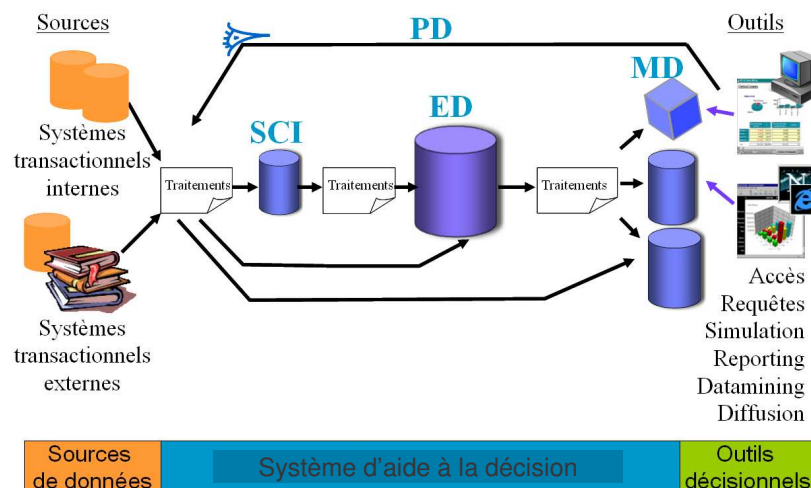 Sources
PD
Outils
MD
ED
SCI
Systèmes
transactionnels
internes
Traitements
Traitements
Traitements
Systèmes
transactionnels
externes
Accès
Requêtes
Simulation
Reporting
Datamining
Diffusion
Sources
de données
Système d'aide à la décision
Outils
décisionnels